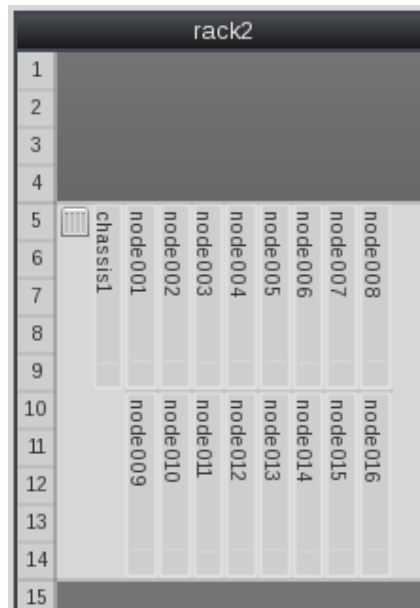 rack2
1
2
3
4
5
6
7
8
9
10
11
12
13
14
15
chassis1
node001
node002
node003
node004
node005
node006
node007
node008
node009
node010
node011
node012
node013
node014
node015
node016